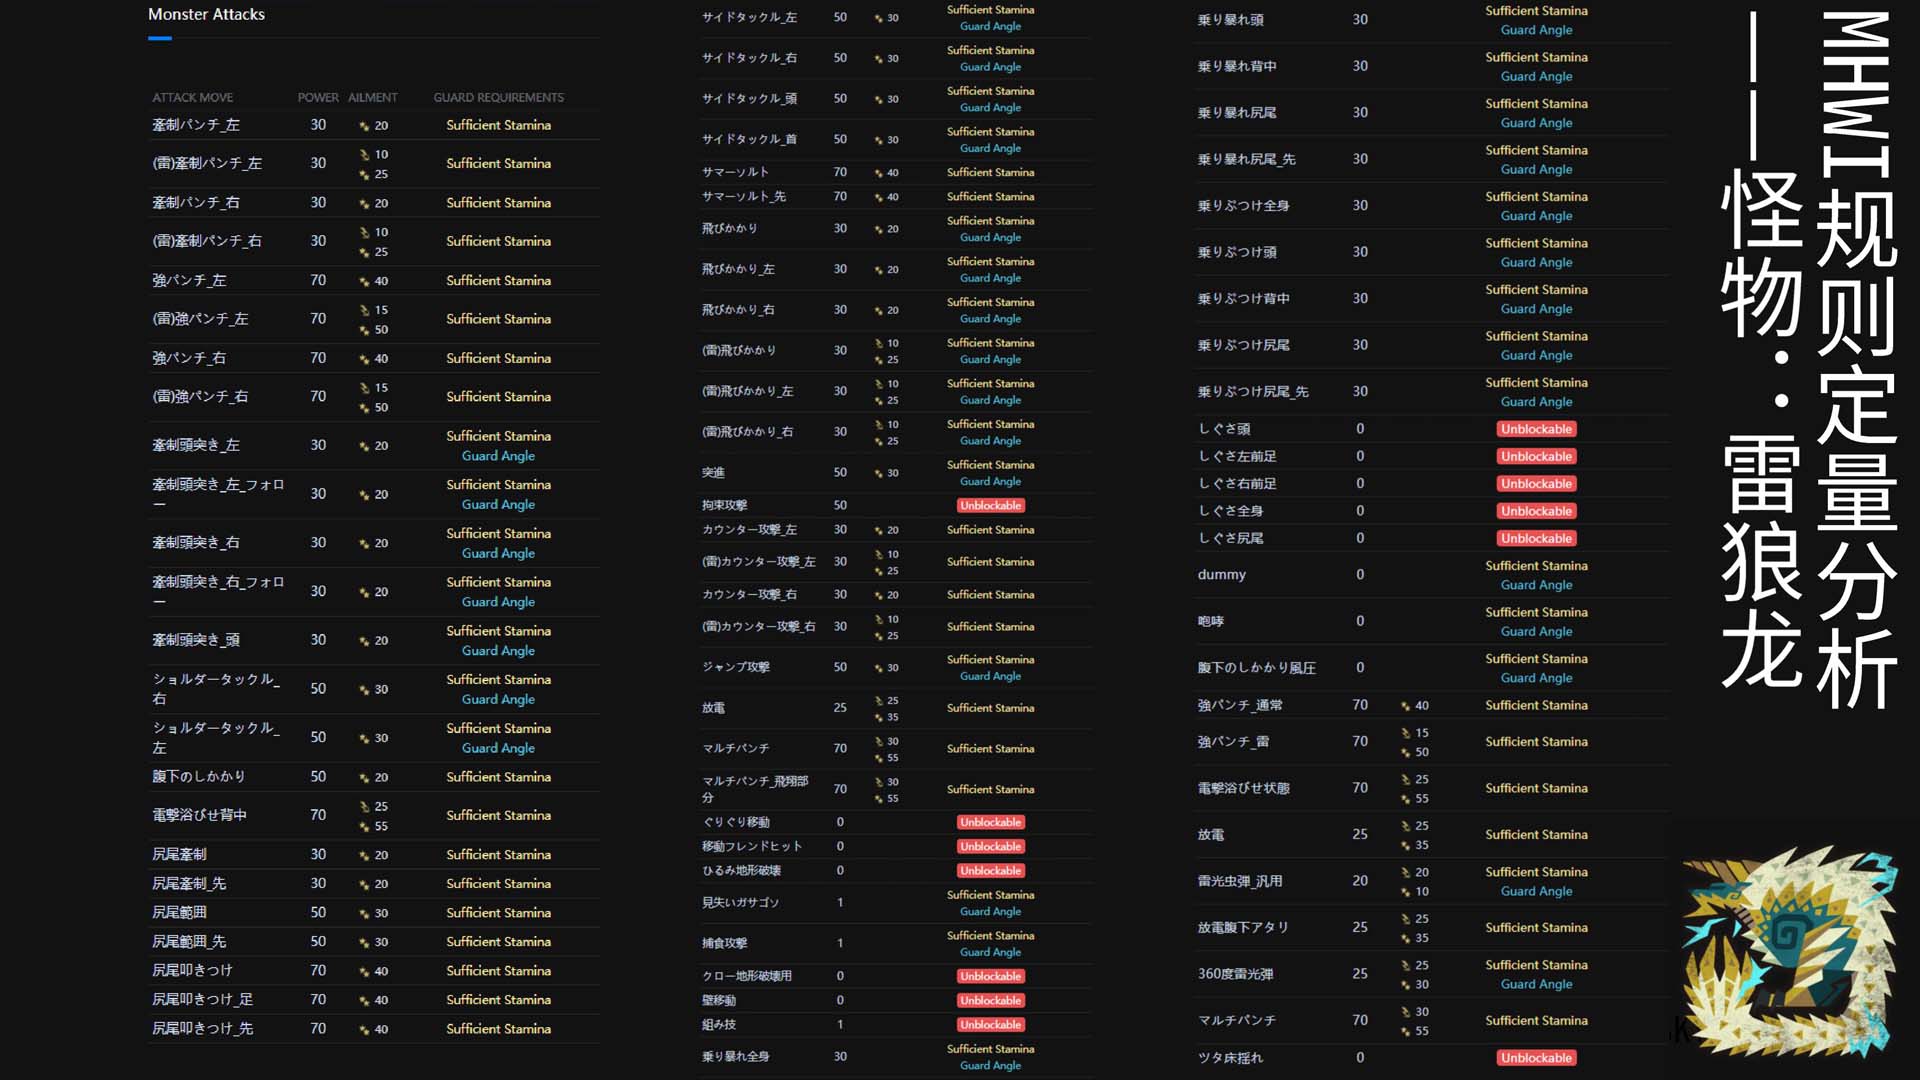 Monster Attacks
ATTACK MOVE POWER AILMENT GUARD REQUIREMENTS
牽制パンチ_左 30 20 Sufficient Stamina
(雷)牽制パンチ_左 30 10 25 Sufficient Stamina
牽制パンチ_右 30 20 Sufficient Stamina
(雷)牽制パンチ_右 30 10 25 Sufficient Stamina
強パンチ_左 70 40 Sufficient Stamina
(雷)強パンチ_左 70 15 50 Sufficient Stamina
強パンチ_右 70 40 Sufficient Stamina
(雷)強パンチ_右 70 15 50 Sufficient Stamina
牽制頭突き_左 30 20 Sufficient Stamina Guard Angle
牽制頭突き_左_フォロー 30 20 Sufficient Stamina Guard Angle
牽制頭突き_右 30 20 Sufficient Stamina Guard Angle
牽制頭突き_右_フォロー 30 20 Sufficient Stamina Guard Angle
牽制頭突き_頭 30 20 Sufficient Stamina Guard Angle
ショルダータックル_右 50 30 Sufficient Stamina Guard Angle
ショルダータックル_左 50 30 Sufficient Stamina Guard Angle
腹下のしかかり 50 20 Sufficient Stamina
電撃浴びせ背中 70 25 55 Sufficient Stamina
尻尾牽制 30 20 Sufficient Stamina
尻尾牽制_先 30 20 Sufficient Stamina
尻尾範囲 50 30 Sufficient Stamina
尻尾範囲_先 50 30 Sufficient Stamina
尻尾叩きつけ 70 40 Sufficient Stamina
尻尾叩きつけ_足 70 40 Sufficient Stamina
尻尾叩きつけ_先 70 40 Sufficient Stamina
サイドタックル_左 50 30 Sufficient Stamina Guard Angle
サイドタックル_右 50 30 Sufficient Stamina Guard Angle
サイドタックル_頭 50 30 Sufficient Stamina Guard Angle
サイドタックル_首 50 30 Sufficient Stamina Guard Angle
サマーソルト 70 40 Sufficient Stamina
サマーソルト_先 70 40 Sufficient Stamina
飛びかかり 30 20 Sufficient Stamina Guard Angle
飛びかかり_左 30 20 Sufficient Stamina Guard Angle
飛びかかり_右 30 20 Sufficient Stamina Guard Angle
(雷)飛びかかり 30 10 25 Sufficient Stamina Guard Angle
(雷)飛びかかり_左 30 10 25 Sufficient Stamina Guard Angle
(雷)飛びかかり_右 30 10 25 Sufficient Stamina Guard Angle
突進 50 30 Sufficient Stamina Guard Angle
拘束攻撃 50 Unblockable
カウンター攻撃_左 30 20 Sufficient Stamina
(雷)カウンター攻撃_左 30 10 25 Sufficient Stamina
カウンター攻撃_右 30 20 Sufficient Stamina
(雷)カウンター攻撃_右 30 10 25 Sufficient Stamina
ジャンプ攻撃 50 30 Sufficient Stamina Guard Angle
放電 25 25 35 Sufficient Stamina
マルチパンチ 70 30 55 Sufficient Stamina
マルチパンチ_飛翔部分 70 30 55 Sufficient Stamina
ぐりぐり移動 0 Unblockable
移動フレンドヒット 0 Unblockable
ひるみ地形破壊 0 Unblockable
見失いガサゴソ 1 Sufficient Stamina Guard Angle
捕食攻撃 1 Sufficient Stamina Guard Angle
クロー地形破壊用 0 Unblockable
壁移動 0 Unblockable
組み技 1 Unblockable
乗り暴れ全身 30 Sufficient Stamina Guard Angle
乗り暴れ頭 30 Sufficient Stamina Guard Angle
乗り暴れ背中 30 Sufficient Stamina Guard Angle
乗り暴れ尻尾 30 Sufficient Stamina Guard Angle
乗り暴れ尻尾_先 30 Sufficient Stamina Guard Angle
乗りぶつけ全身 30 Sufficient Stamina Guard Angle
乗りぶつけ頭 30 Sufficient Stamina Guard Angle
乗りぶつけ背中 30 Sufficient Stamina Guard Angle
乗りぶつけ尻尾 30 Sufficient Stamina Guard Angle
乗りぶつけ尻尾_先 30 Sufficient Stamina Guard Angle
しぐさ頭 0 Unblockable
しぐさ左前足 0 Unblockable
しぐさ右前足 0 Unblockable
しぐさ全身 0 Unblockable
しぐさ尻尾 0 Unblockable
dummy 0 Sufficient Stamina Guard Angle
咆哮 0 Sufficient Stamina Guard Angle
腹下のしかかり風圧 0 Sufficient Stamina Guard Angle
強パンチ_通常 70 40 Sufficient Stamina
強パンチ_雷 70 15 50 Sufficient Stamina
電撃浴びせ状態 70 25 55 Sufficient Stamina
放電 25 25 35 Sufficient Stamina
雷光虫弾_汎用 20 20 10 Sufficient Stamina Guard Angle
放電腹下アタリ 25 25 35 Sufficient Stamina
360度雷光弾 25 25 30 Sufficient Stamina Guard Angle
マルチパンチ 70 30 55 Sufficient Stamina
ツタ床揺れ 0 Unblockable
MHWI规则定量分析
——怪物：雷狼龙